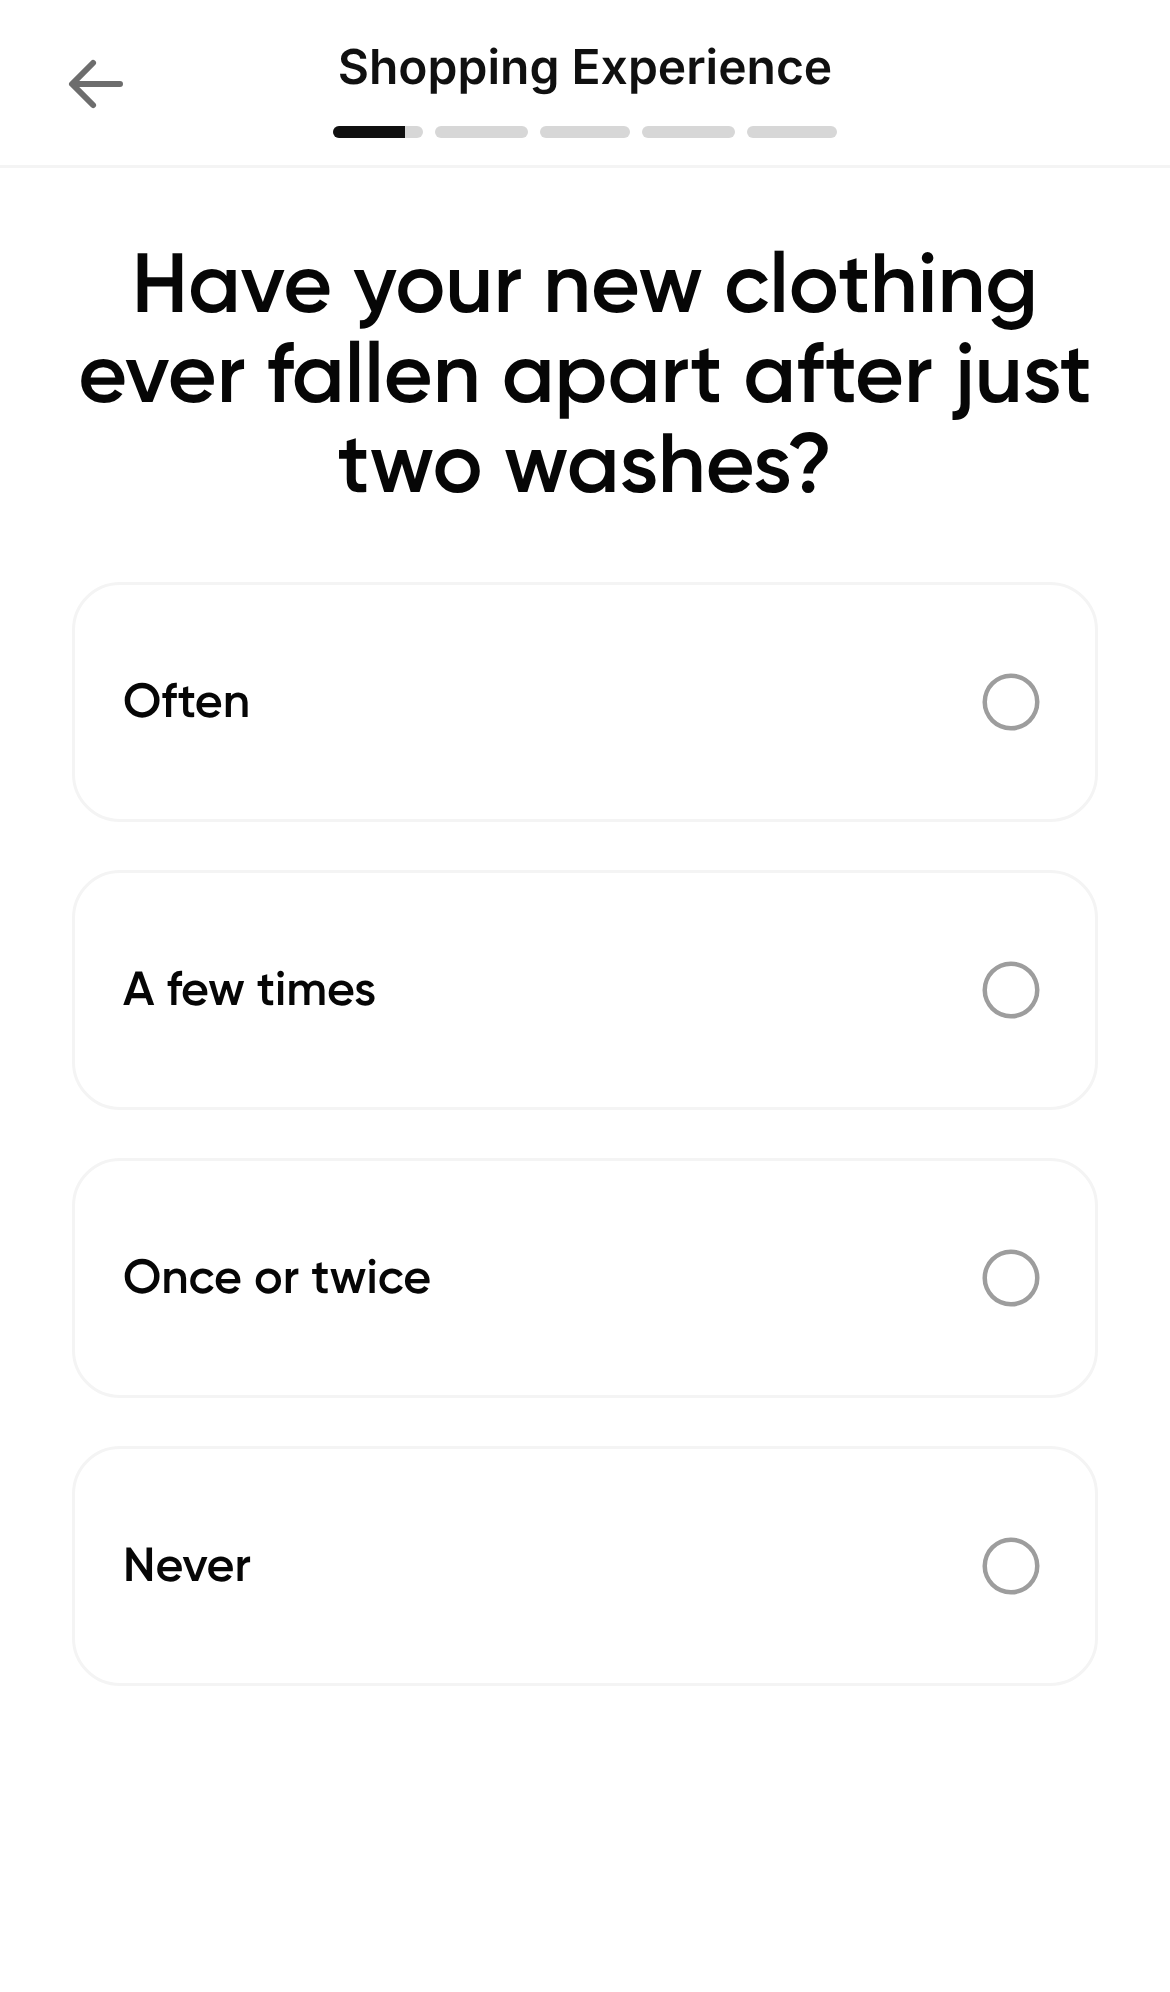 Shopping Experience
Have your new clothing
ever fallen apart after just
two washes?
Often
A few times
Once or twice
Never